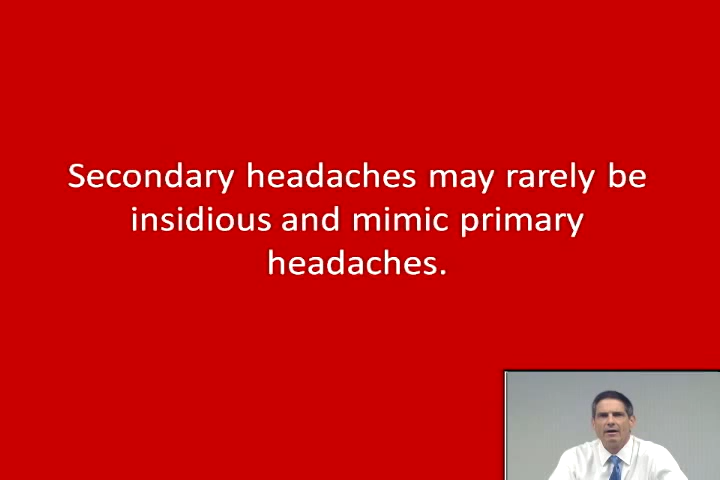 Secondary headaches may rarely be
insidious and mimic primary
headaches.